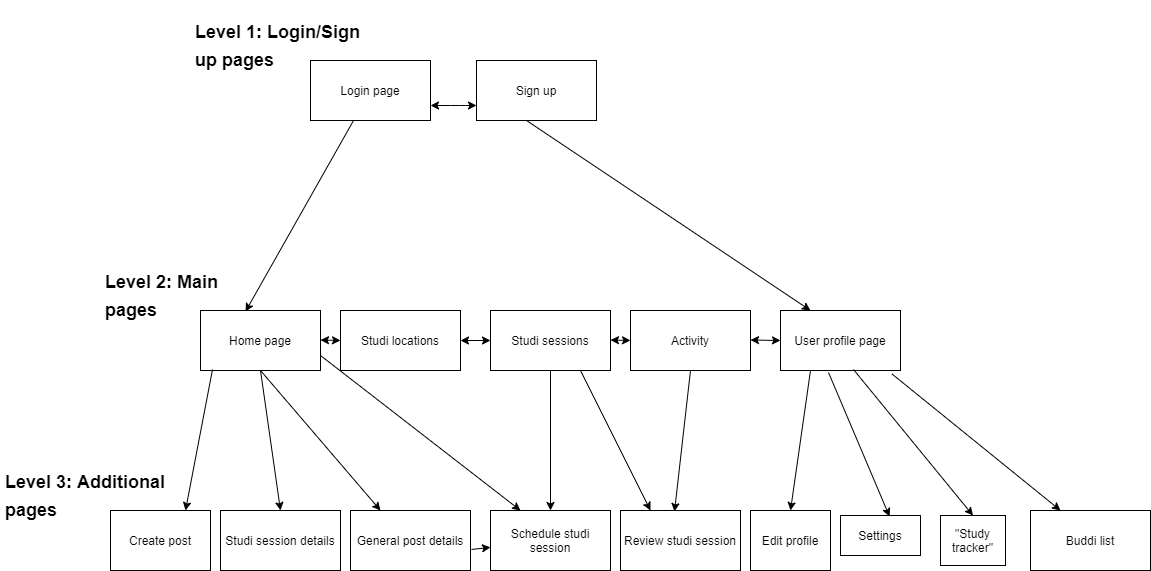 Level 1: Login/Sign
up pages
Login page
Sign up
Level 2: Main
pages
Home page
Studi locations
Studi sessions
Activity
User profile page
Level 3: Additional
pages
Create post
Studi session details
General post details
Schedule studi
session
Review studi session
Edit profile
Settings
"Study
tracker"
Buddi list